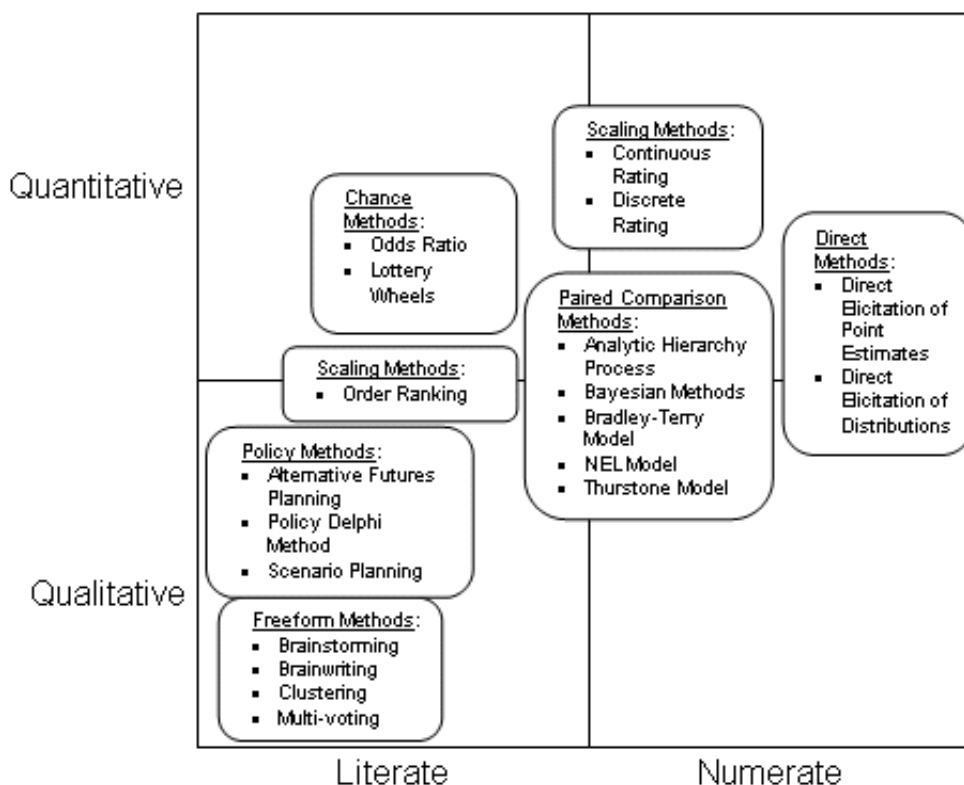 Quantitative
Qualitative
Scaling Methods:
▪ Continuous
Rating
▪ Discrete
Rating
Chance
Methods:
▪ Odds Ratio
▪ Lottery
Wheels
Direct
Methods:
▪ Direct
Elicitation of
Point
Estimates
▪ Direct
Elicitation of
Distributions
Paired Comparison
Methods:
▪ Analytic Hierarchy
Process
▪ Bayesian Methods
▪ Bradley-Terry
Model
▪ NEL Model
▪ Thurstone Model
Scaling Methods:
▪ Order Ranking
Policy Methods:
▪ Alternative Futures
Planning
▪ Policy Delphi
Method
▪ Scenario Planning
Freeform Methods:
▪ Brainstorming
▪ Brainwriting
▪ Clustering
▪ Multi-voting
Literate
Numerate